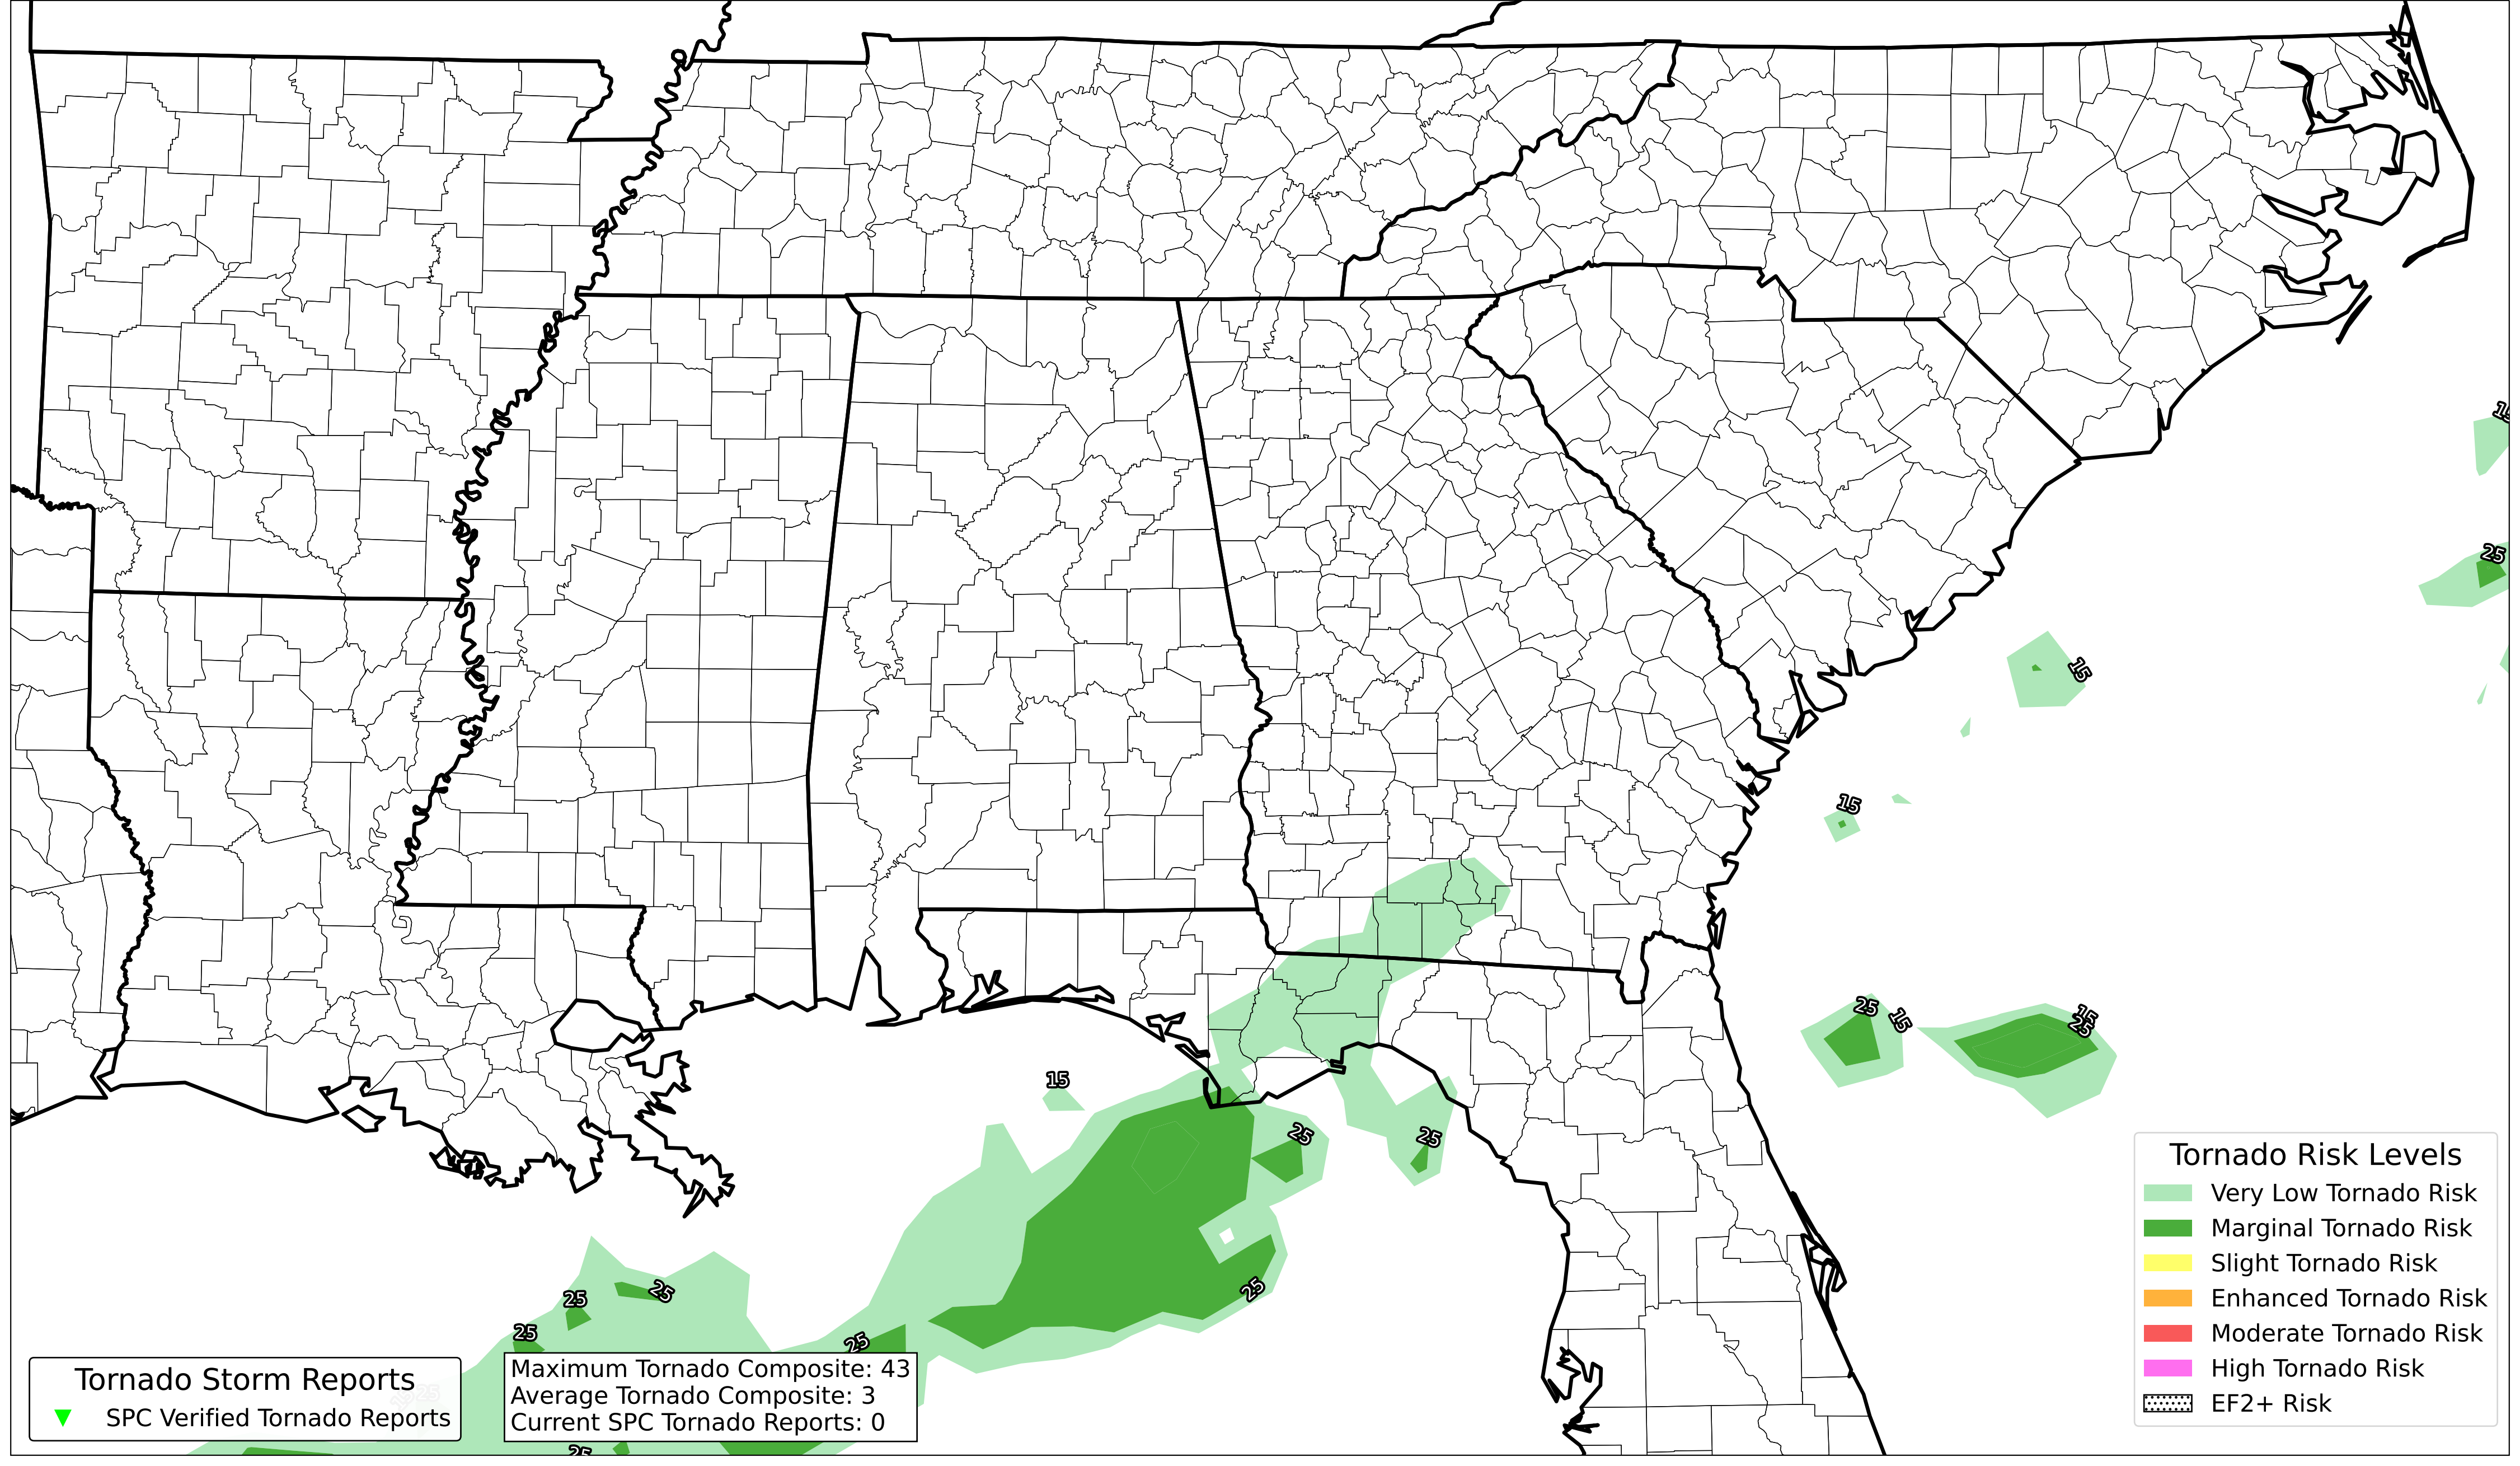 15
25
15
15
25
15
15
25
15
25
25
25
25
25
25
25
25
Tornado Risk Levels
Very Low Tornado Risk
Marginal Tornado Risk
Slight Tornado Risk
Enhanced Tornado Risk
Moderate Tornado Risk
High Tornado Risk
EF2+ Risk
Tornado Storm Reports
SPC Verified Tornado Reports
Maximum Tornado Composite: 43
Average Tornado Composite: 3
Current SPC Tornado Reports: 0
25